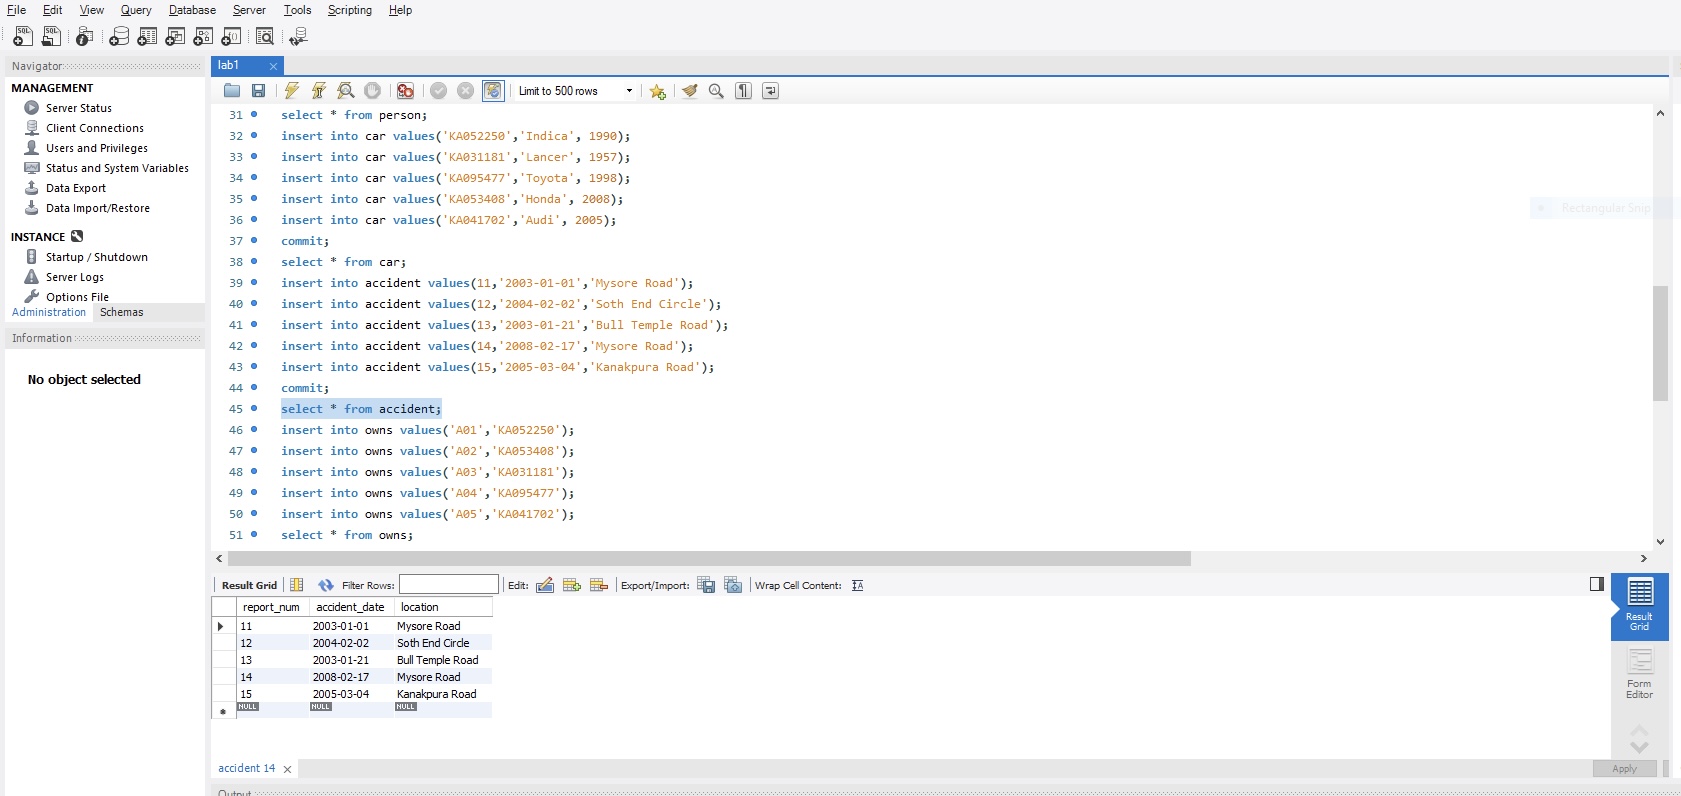 File Edit View Query Database Server Tools Scripting Help
Navigator
MANAGEMENT
Server Status
Client Connections
Users and Privileges
Status and System Variables
Data Export
Data Import/Restore
INSTANCE
Startup / Shutdown
Server Logs
Options File
Administration Schemas
Information
No object selected
lab1
Limit to 500 rows
31 select * from person;
32 insert into car values('KA052250','Indica', 1990);
33 insert into car values('KA031181','Lancer', 1957);
34 insert into car values('KA095477','Toyota', 1998);
35 insert into car values('KA053408','Honda', 2008);
36 insert into car values('KA041702','Audi', 2005);
37 commit;
38 select * from car;
39 insert into accident values(11,'2003-01-01','Mysore Road');
40 insert into accident values(12,'2004-02-02','Soth End Circle');
41 insert into accident values(13,'2003-01-21','Bull Temple Road');
42 insert into accident values(14,'2008-02-17','Mysore Road');
43 insert into accident values(15,'2005-03-04','Kanakpura Road');
44 commit;
45 select * from accident;
46 insert into owns values('A01','KA052250');
47 insert into owns values('A02','KA053408');
48 insert into owns values('A03','KA031181');
49 insert into owns values('A04','KA095477');
50 insert into owns values('A05','KA041702');
51 select * from owns;
Rectangular Snip
Result Grid Filter Rows: Edit: Export/Import: Wrap Cell Content:
report_num accident_date location
11 2003-01-01 Mysore Road
12 2004-02-02 Soth End Circle
13 2003-01-21 Bull Temple Road
14 2008-02-17 Mysore Road
15 2005-03-04 Kanakpura Road
NULL NULL NULL
Result
Grid
Form
Editor
accident 14
Apply
Output